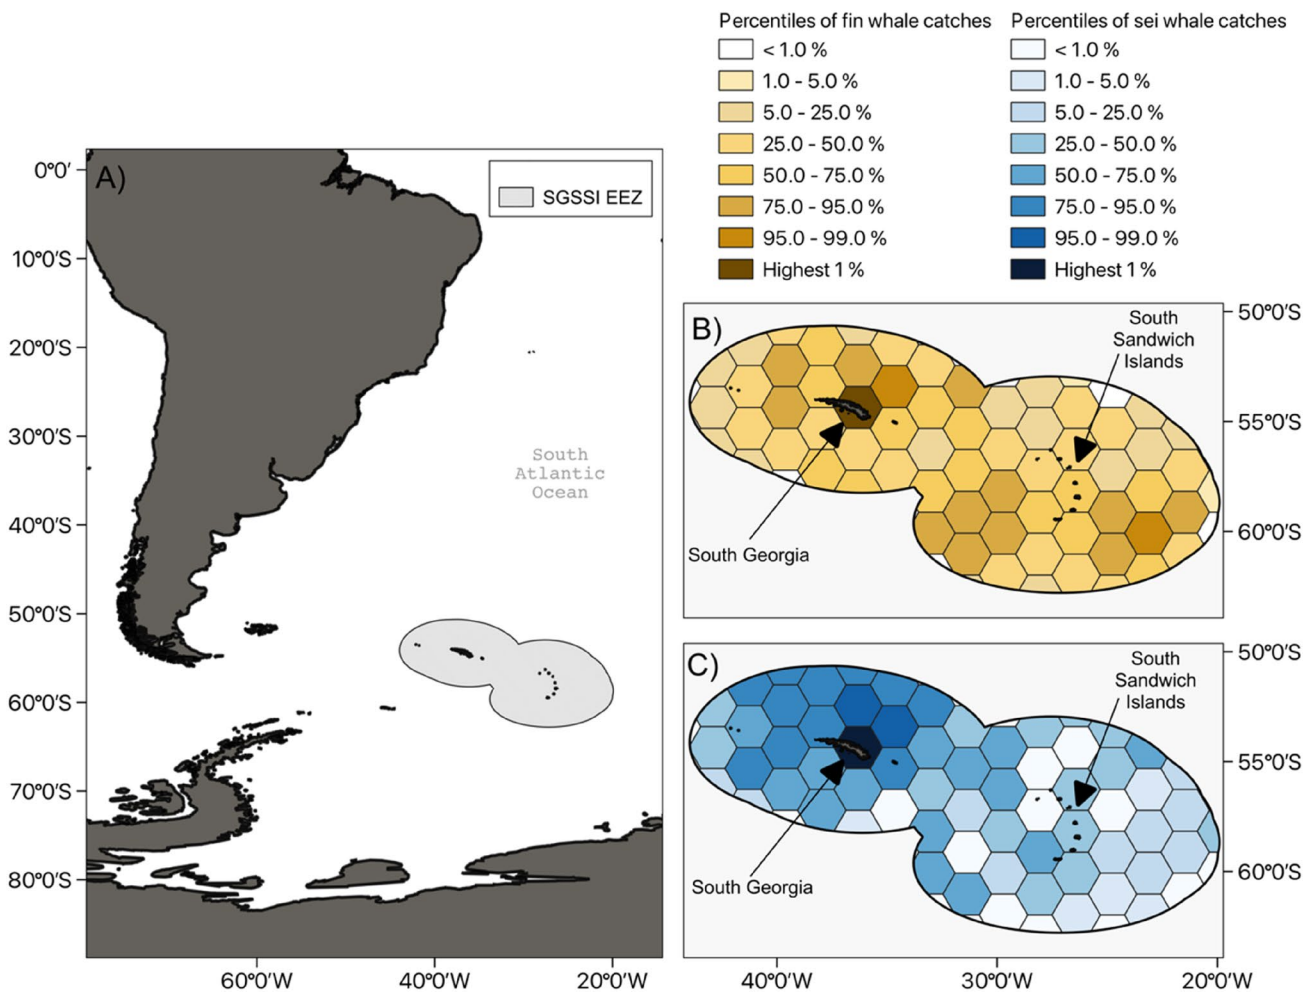 Percentiles of fin whale catches
< 1.0 %
1.0 - 5.0 %
5.0 - 25.0 %
25.0 - 50.0 %
50.0 - 75.0 %
75.0 - 95.0 %
95.0 - 99.0 %
Highest 1 %
Percentiles of sei whale catches
< 1.0 %
1.0 - 5.0 %
5.0 - 25.0 %
25.0 - 50.0 %
50.0 - 75.0 %
75.0 - 95.0 %
95.0 - 99.0 %
Highest 1 %
A)
SGSSI EEZ
0°0′
10°0′S
20°0′S
30°0′S
40°0′S
50°0′S
60°0′S
70°0′S
80°0′S
South
Atlantic
Ocean
60°0′W
40°0′W
20°0′W
B)
South
Sandwich
Islands
South Georgia
50°0′S
55°0′S
60°0′S
C)
South
Sandwich
Islands
South Georgia
50°0′S
55°0′S
60°0′S
40°0′W
30°0′W
20°0′W